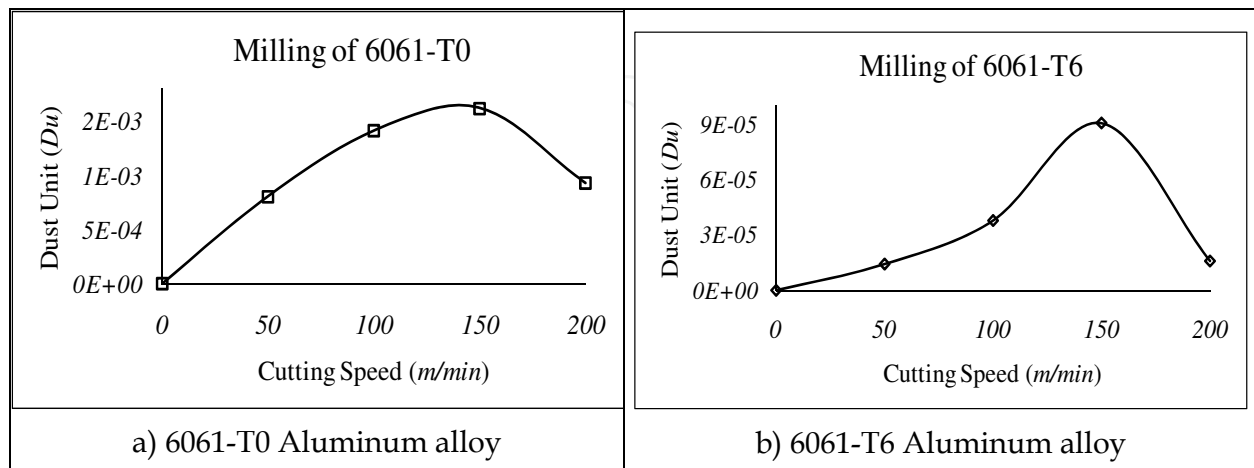 Milling of 6061-T0
Dust Unit (Du)
2E-03
1E-03
5E-04
0E+00
0 50 100 150 200
Cutting Speed (m/min)
a) 6061-T0 Aluminum alloy
Milling of 6061-T6
Dust Unit (Du)
9E-05
6E-05
3E-05
0E+00
0 50 100 150 200
Cutting Speed (m/min)
b) 6061-T6 Aluminum alloy